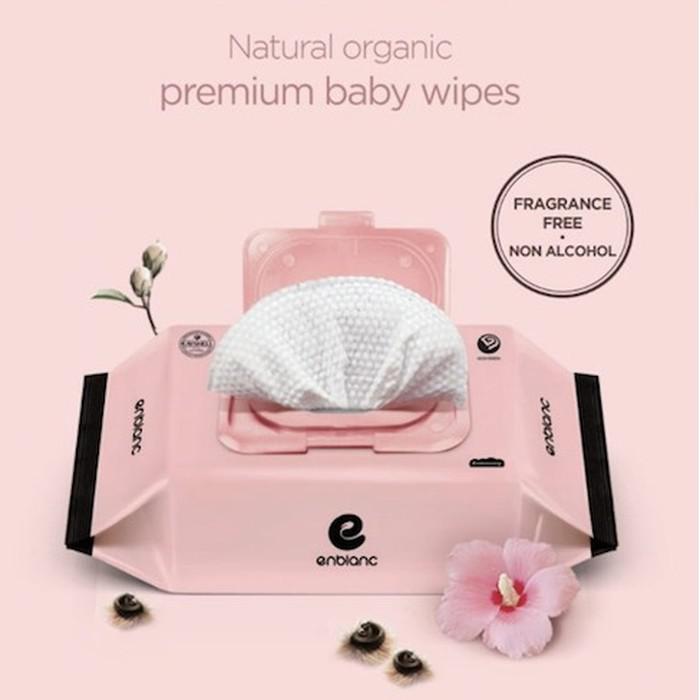 Natural organic
premium baby wipes
FRAGRANCE
FREE
NON ALCOHOL
enblanc
enblanc
enblanc